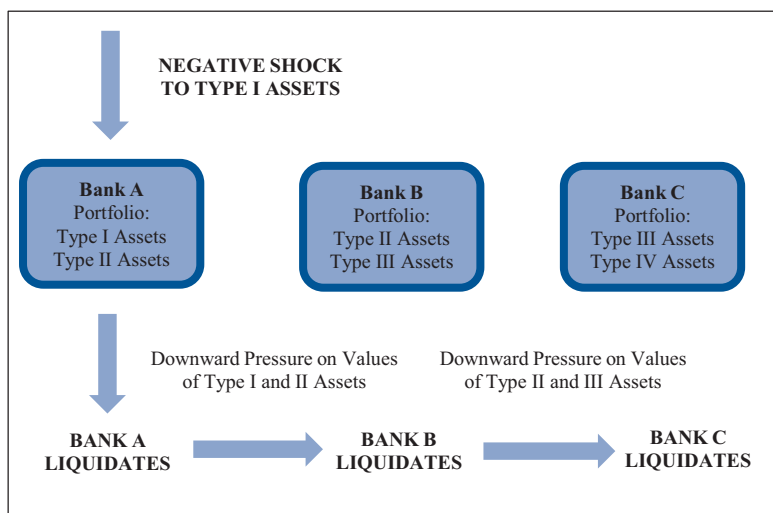 NEGATIVE SHOCK
TO TYPE I ASSETS
Bank A
Portfolio:
Type I Assets
Type II Assets
Bank B
Portfolio:
Type II Assets
Type III Assets
Bank C
Portfolio:
Type III Assets
Type IV Assets
Downward Pressure on Values
of Type I and II Assets
Downward Pressure on Values
of Type II and III Assets
BANK A
LIQUIDATES
BANK B
LIQUIDATES
BANK C
LIQUIDATES